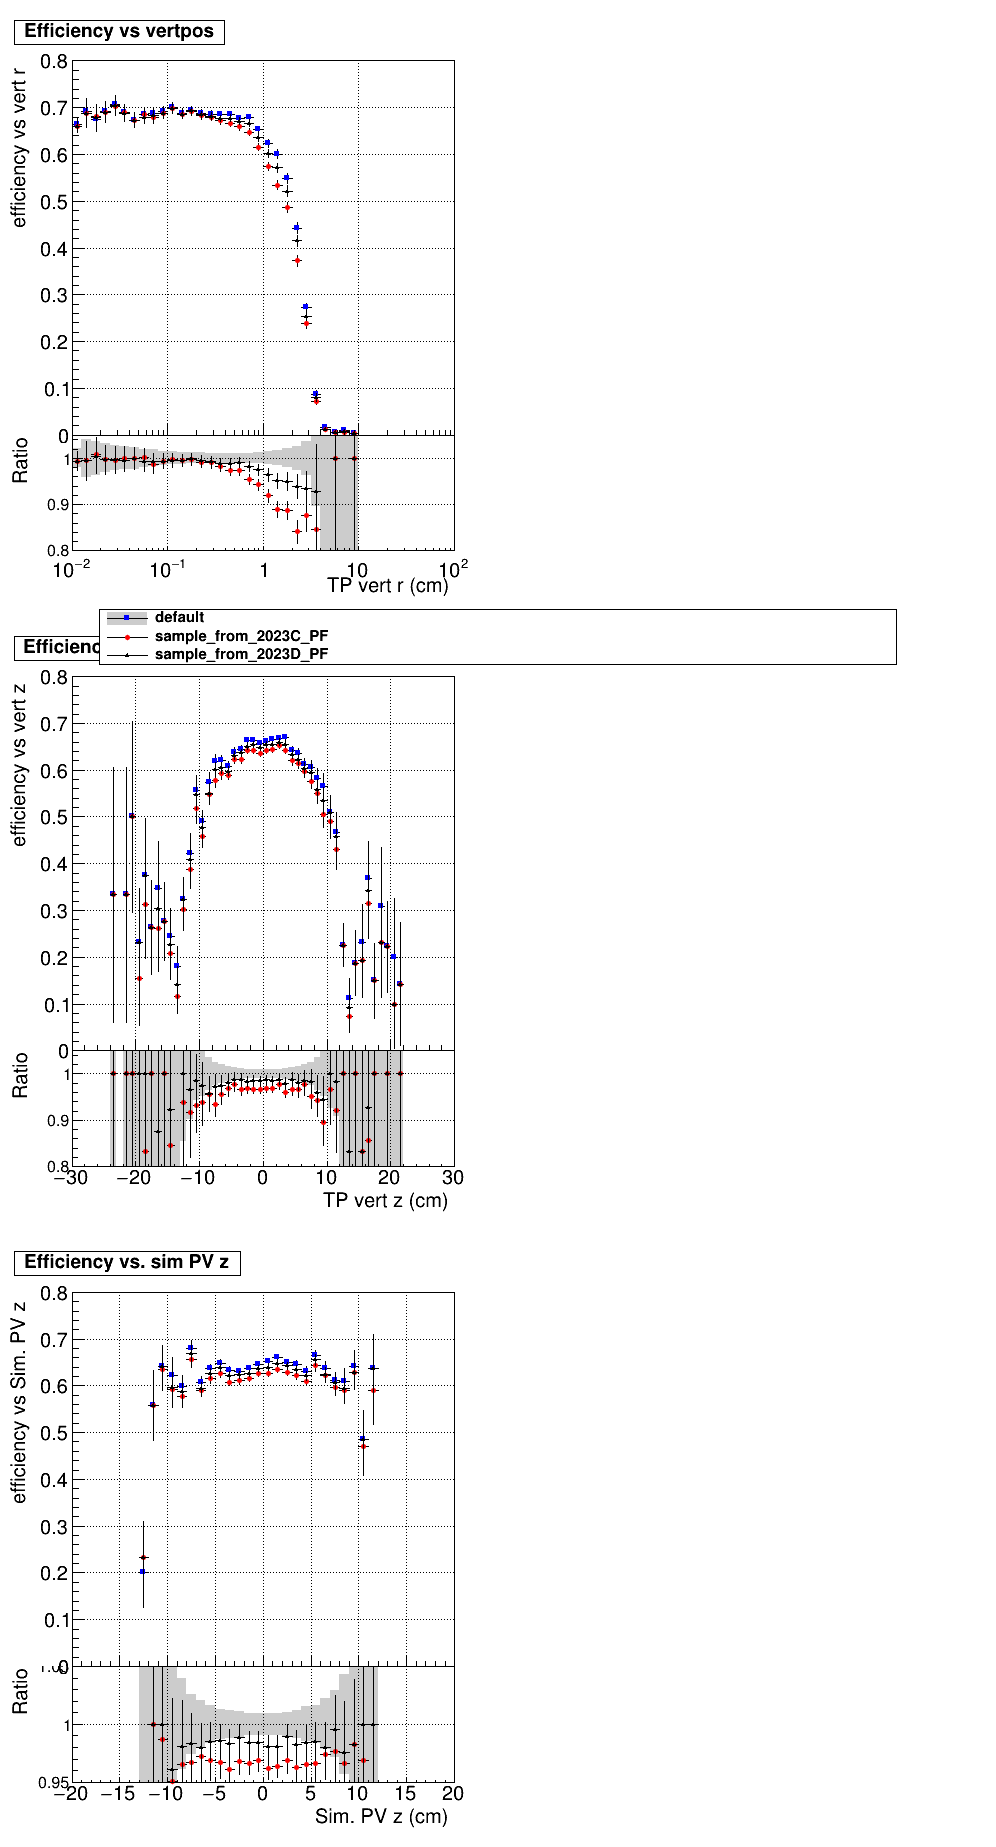 Efficiency vs vertpos
efficiency vs vert r
0.8
0.7
0.6
0.5
0.4
0.3
0.2
0.1
0
Ratio
1
0.9
0.8
10−2 10−1 1 10 102
TP vert r (cm)
default
sample_from_2023C_PF
sample_from_2023D_PF
Efficienc
efficiency vs vert z
0.8
0.7
0.6
0.5
0.4
0.3
0.2
0.1
0
Ratio
1
0.9
0.8
−30 −20 −10 0 10 20 30
TP vert z (cm)
Efficiency vs. sim PV z
efficiency vs Sim. PV z
0.8
0.7
0.6
0.5
0.4
0.3
0.2
0.1
0
Ratio
1
0.95
−20 −15 −10 −5 0 5 10 15 20
Sim. PV z (cm)